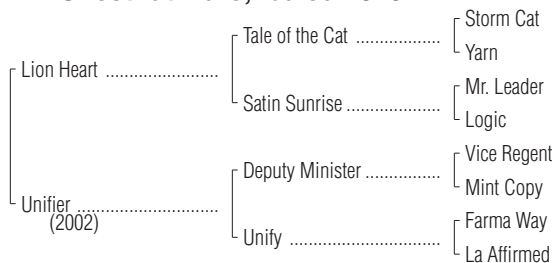 Storm Cat
Tale of the Cat ..................
Yarn
Lion Heart ........................
Mr. Leader
Satin Sunrise ....................
Logic
Vice Regent
Deputy Minister ................
Mint Copy
Unifier ..............................
(2002)
Farma Way
Unify ................................
La Affirmed